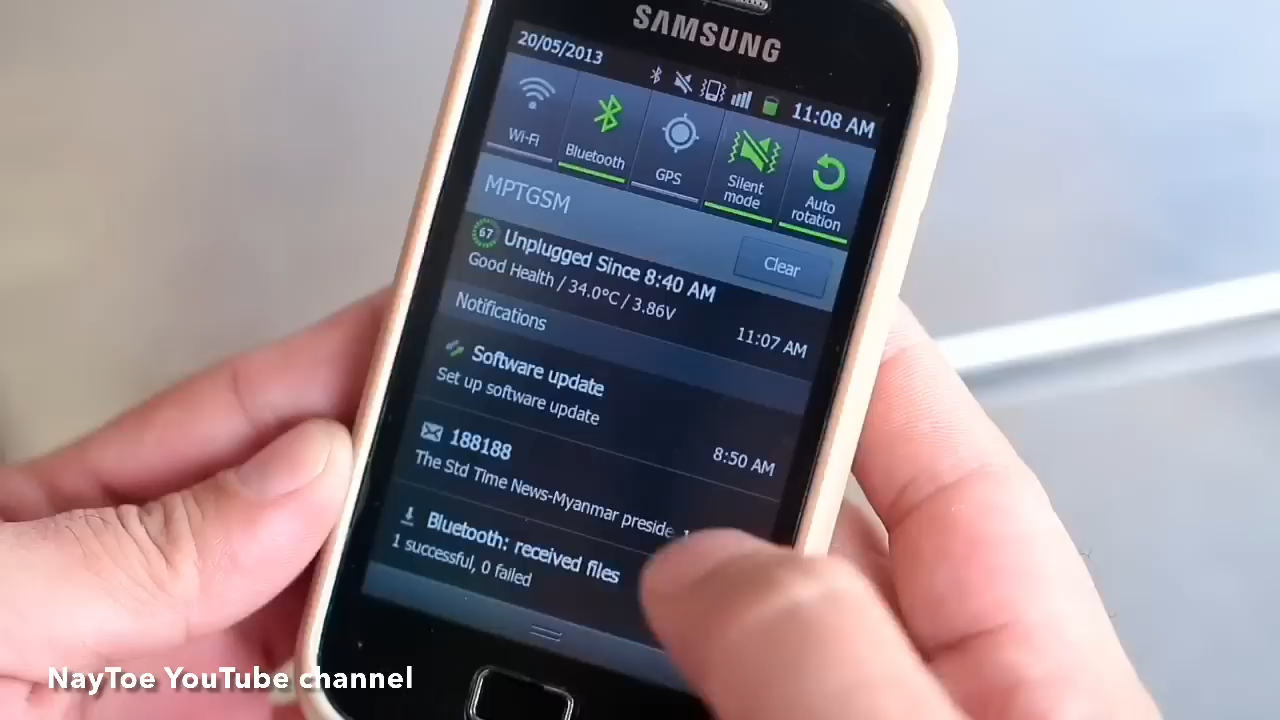 SAMSUNG
20/05/2013
11:08 AM
Wi-Fi
Bluetooth
GPS
Silent
mode
Auto
rotation
MPTGSM
67
Unplugged Since 8:40 AM
Clear
Good Health / 34.0°C / 3.86V
11:07 AM
Notifications
Software update
Set up software update
188188
8:50 AM
The Std Time News-Myanmar preside
Bluetooth: received files
1 successful, 0 failed
NayToe YouTube channel